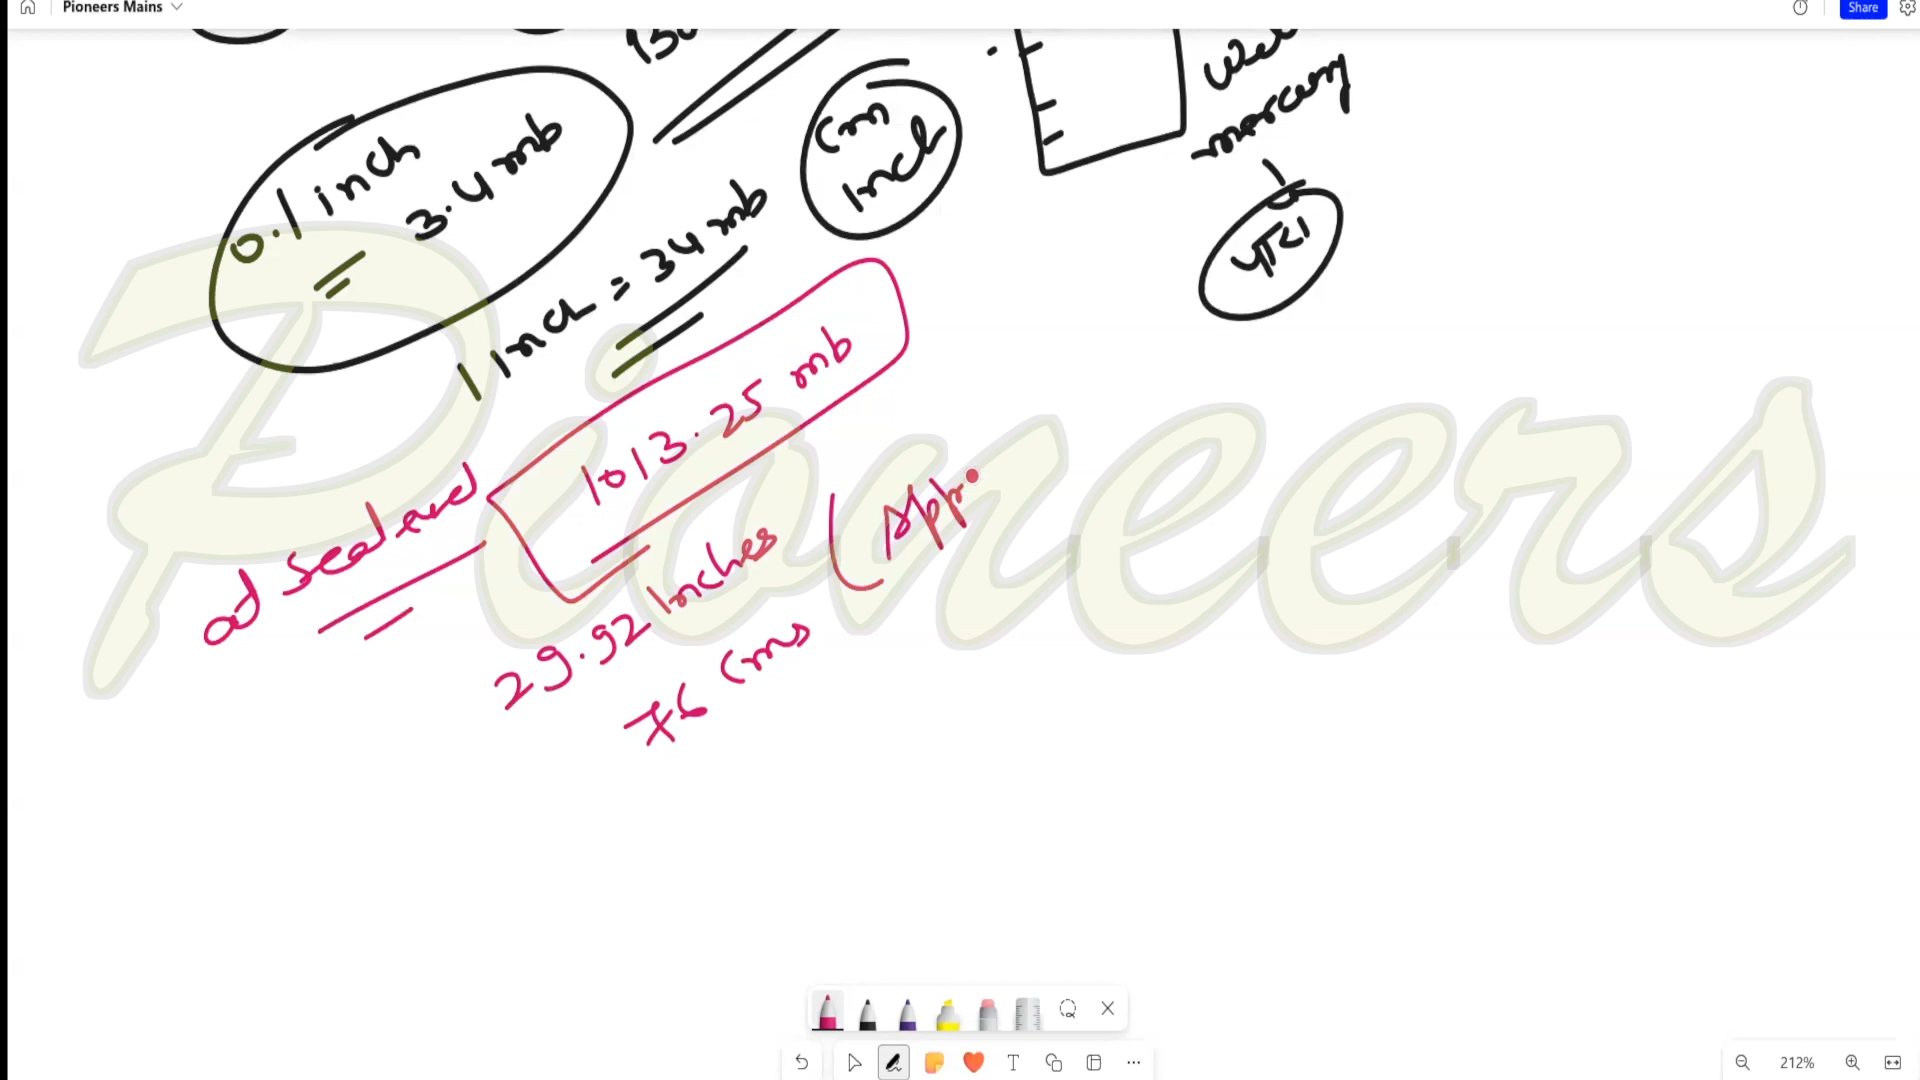 Pioneers Mains
Share
130
cm
Inch
mercury
पारा
0.1 inch
3.4 mb
1 Inch = 34 mb
at sea level
1013.25 mb
29.92 Inches
(Appr
76 cms
Pioneers
212%